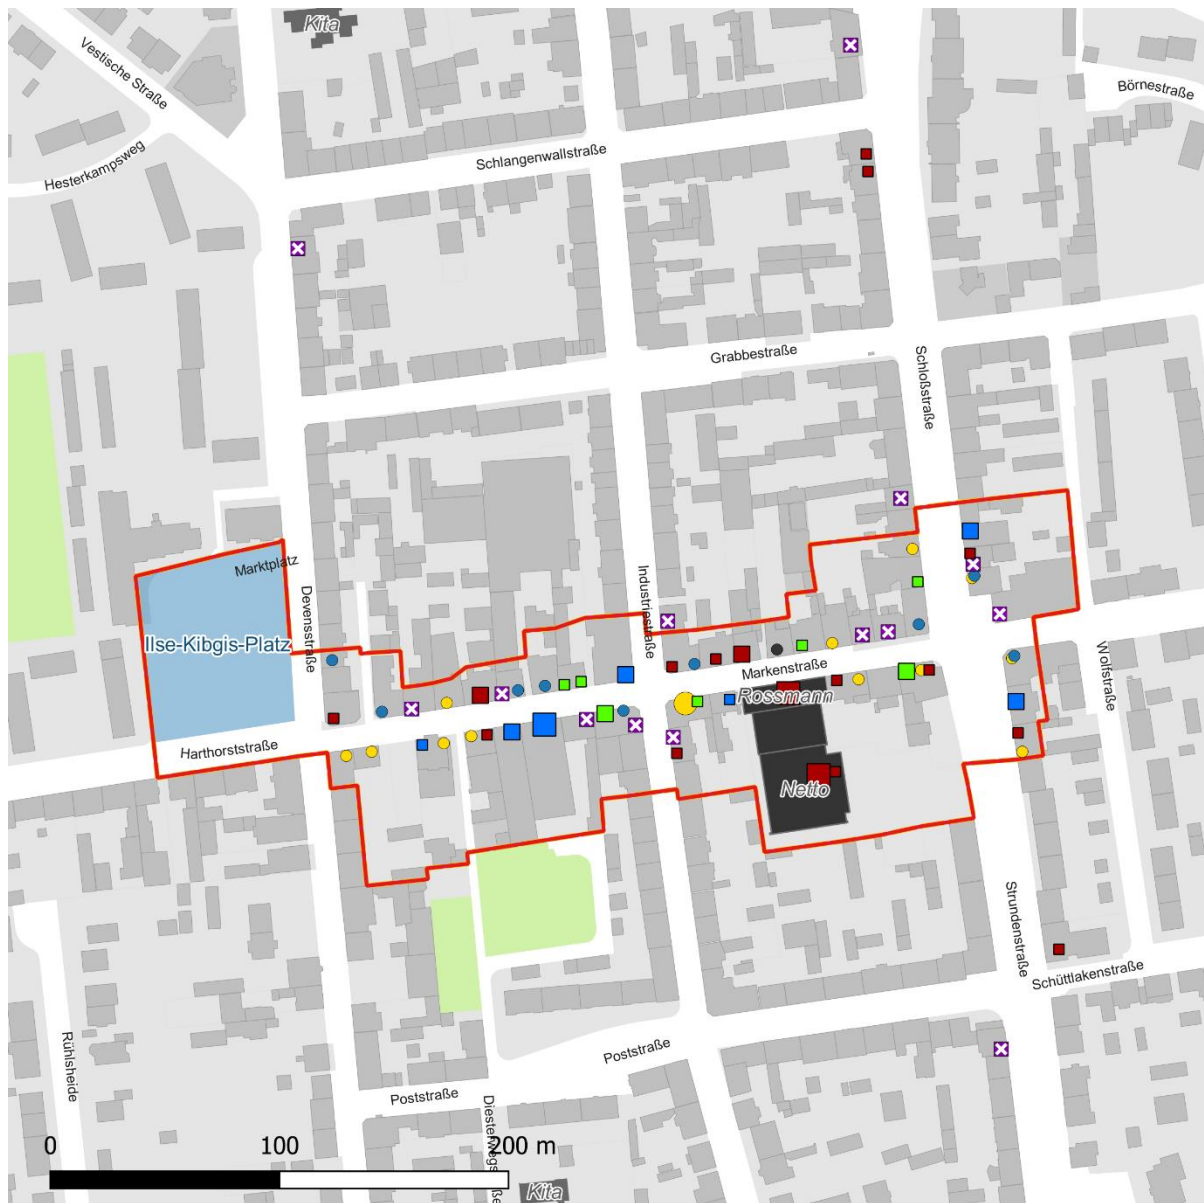 Kita
Vestische Straße
Börnestraße
Schlangenwallstraße
Hesterkampsweg
Grabbestraße
Schloßstraße
Marktplatz
Devensstraße
Industriestraße
Ilse-Kibgis-Platz
Markenstraße
Wolfstraße
Rossmann
Harthorststraße
Netto
Strundenstraße
Schüttlakenstraße
Rühlsheide
Poststraße
Poststraße
Diesterwegstraße
0 100 200 m
Kita